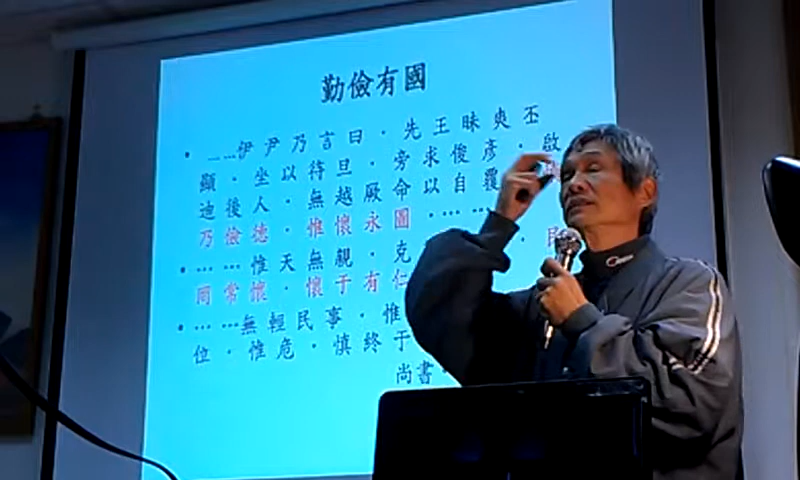 勤儉有國
• ……伊尹乃言曰．先王昧爽丕
顯．坐以待旦．旁求俊彥．啟
迪後人．無越厥命以自覆
乃儉德．惟懷永圖．……
• ……惟天無親．克
罔常懷．懷于有仁
• ……無輕民事．惟
位．惟危．慎終于
尚書．